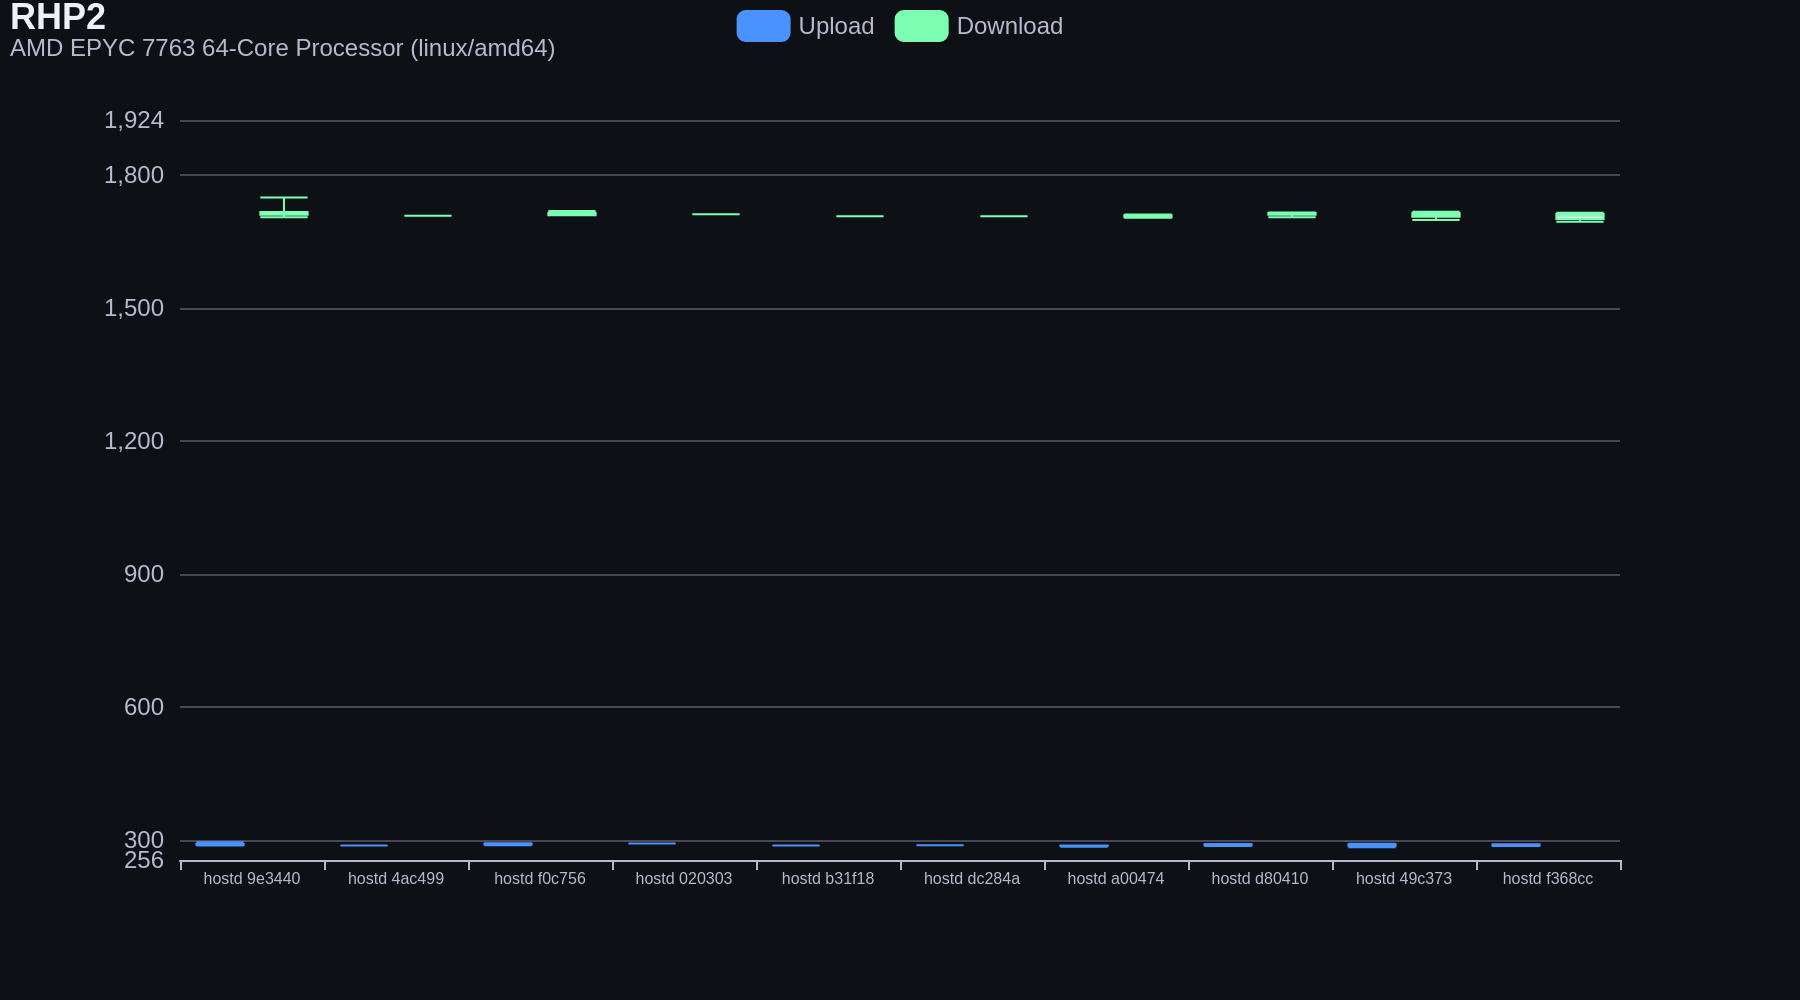 RHP2
AMD EPYC 7763 64-Core Processor (linux/amd64)
Upload
Download
1,924
1,800
1,500
1,200
900
600
300
256
hostd 9e3440
hostd 4ac499
hostd f0c756
hostd 020303
hostd b31f18
hostd dc284a
hostd a00474
hostd d80410
hostd 49c373
hostd f368cc